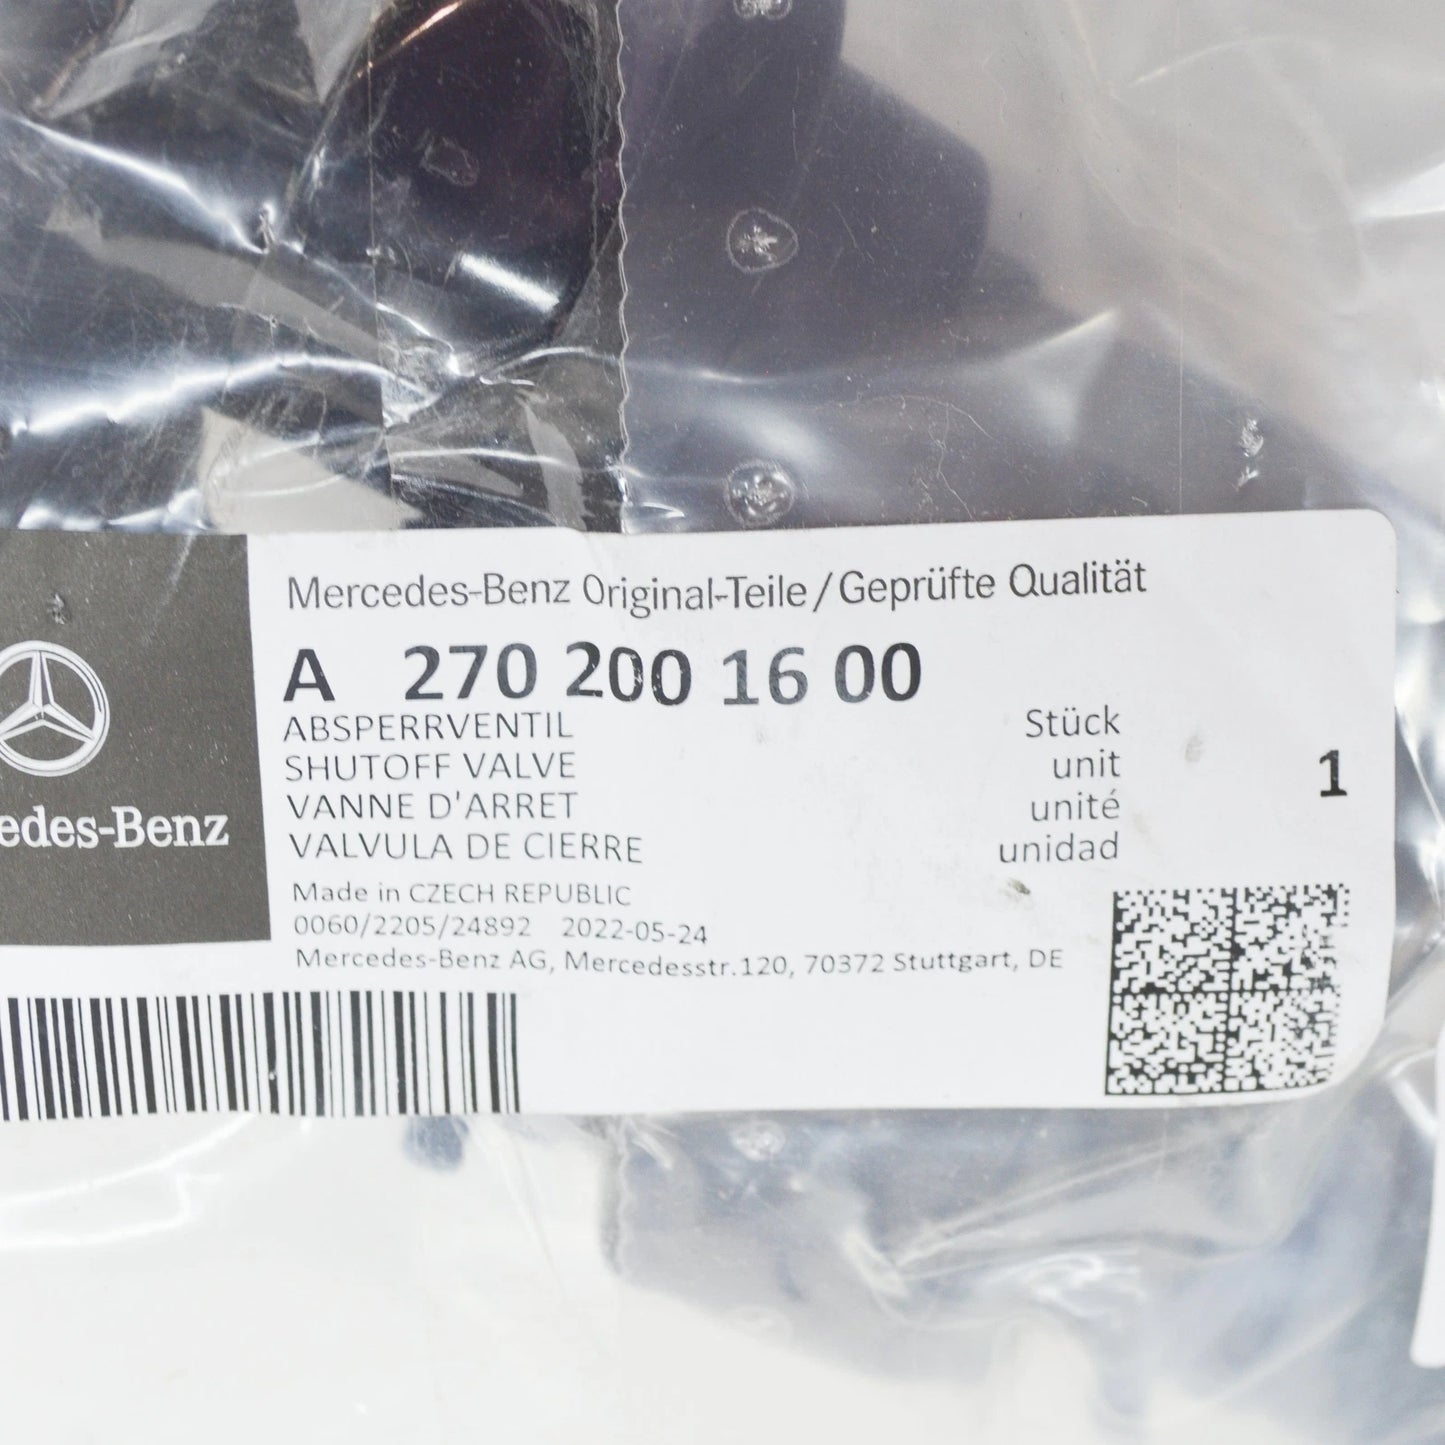 Mercedes-Benz Original-Teile/Geprüfte Qualität
A 270 200 16 00
ABSPERRVENTIL Stück
SHUTOFF VALVE unit 1
VANNE D'ARRET unité
VALVULA DE CIERRE unidad
edes-Benz
Made in CZECH REPUBLIC
0060/2205/24892 2022-05-24
Mercedes-Benz AG, Mercedesstr.120, 70372 Stuttgart, DE